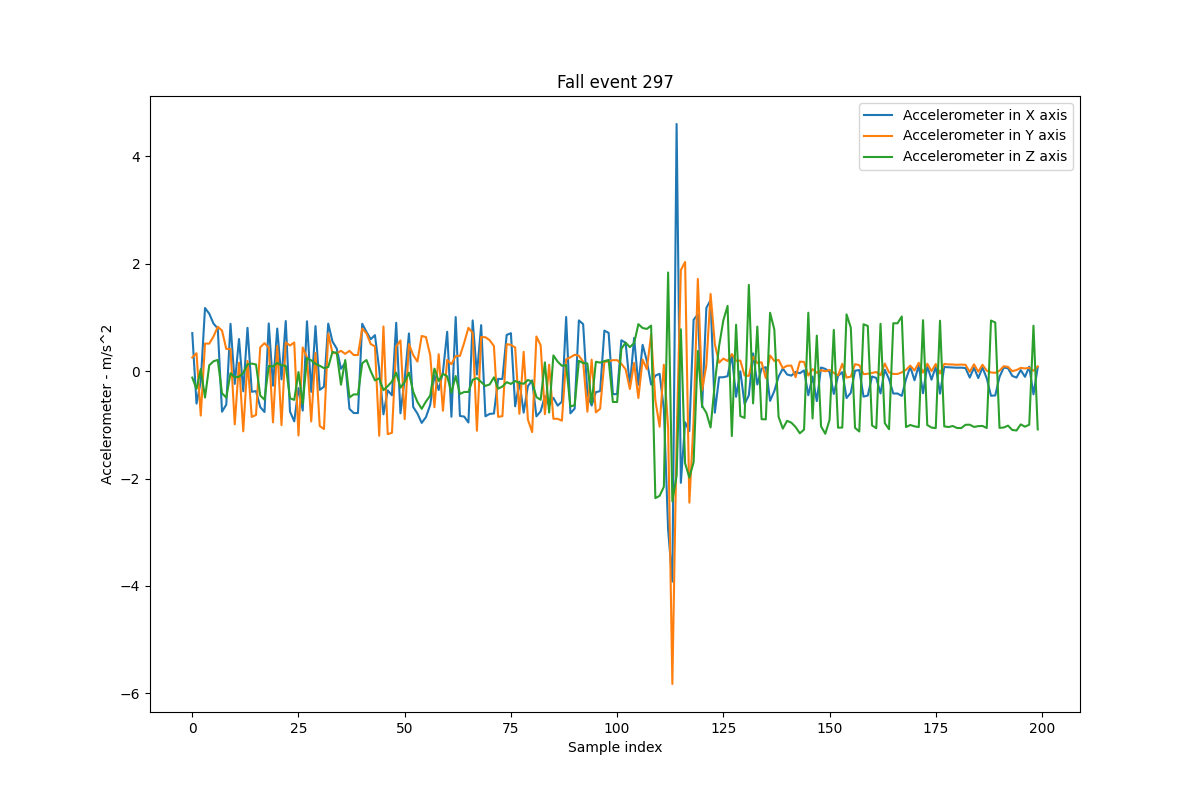 Fall event 297
Accelerometer in X axis
Accelerometer in Y axis
Accelerometer in Z axis
Accelerometer - m/s^2
4
2
0
−2
−4
−6
0 25 50 75 100 125 150 175 200
Sample index